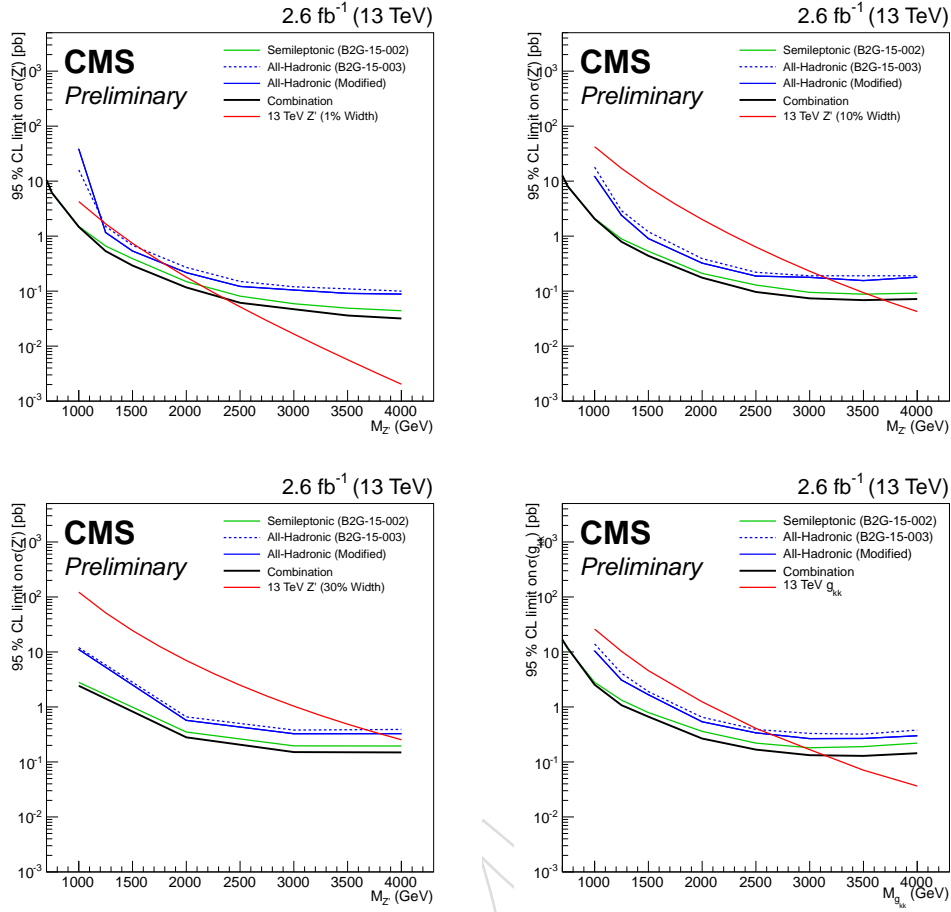 2.6 fb⁻¹ (13 TeV)
95 % CL limit on σ(Z') [pb]
CMS
Preliminary
Semileptonic (B2G-15-002)
All-Hadronic (B2G-15-003)
All-Hadronic (Modified)
Combination
13 TeV Z' (1% Width)
10³
10²
10
1
10⁻¹
10⁻²
10⁻³
1000 1500 2000 2500 3000 3500 4000
M_Z' (GeV)
2.6 fb⁻¹ (13 TeV)
95 % CL limit on σ(Z') [pb]
CMS
Preliminary
Semileptonic (B2G-15-002)
All-Hadronic (B2G-15-003)
All-Hadronic (Modified)
Combination
13 TeV Z' (10% Width)
10³
10²
10
1
10⁻¹
10⁻²
10⁻³
1000 1500 2000 2500 3000 3500 4000
M_Z' (GeV)
2.6 fb⁻¹ (13 TeV)
95 % CL limit on σ(Z') [pb]
CMS
Preliminary
Semileptonic (B2G-15-002)
All-Hadronic (B2G-15-003)
All-Hadronic (Modified)
Combination
13 TeV Z' (30% Width)
10³
10²
10
1
10⁻¹
10⁻²
10⁻³
1000 1500 2000 2500 3000 3500 4000
M_Z' (GeV)
2.6 fb⁻¹ (13 TeV)
95 % CL limit on σ(g_kk) [pb]
CMS
Preliminary
Semileptonic (B2G-15-002)
All-Hadronic (B2G-15-003)
All-Hadronic (Modified)
Combination
13 TeV g_kk
10³
10²
10
1
10⁻¹
10⁻²
10⁻³
1000 1500 2000 2500 3000 3500 4000
M_g_kk (GeV)